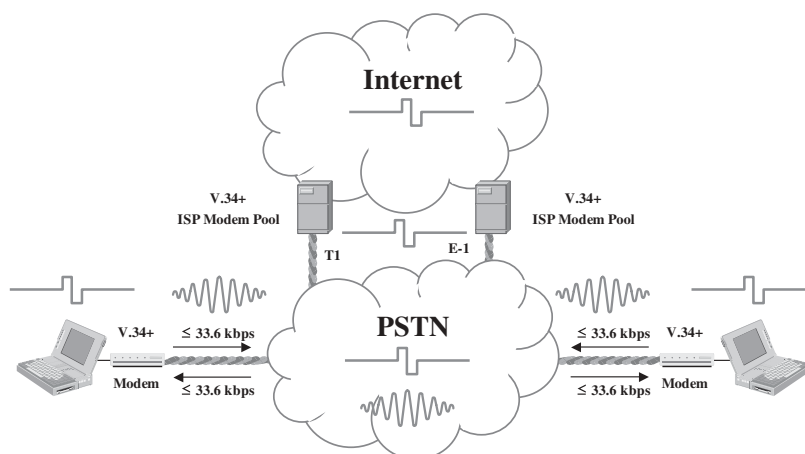 Internet
V.34+
ISP Modem Pool
V.34+
ISP Modem Pool
T1
E-1
V.34+
≤ 33.6 kbps
PSTN
≤ 33.6 kbps
V.34+
Modem
≤ 33.6 kbps
≤ 33.6 kbps
Modem